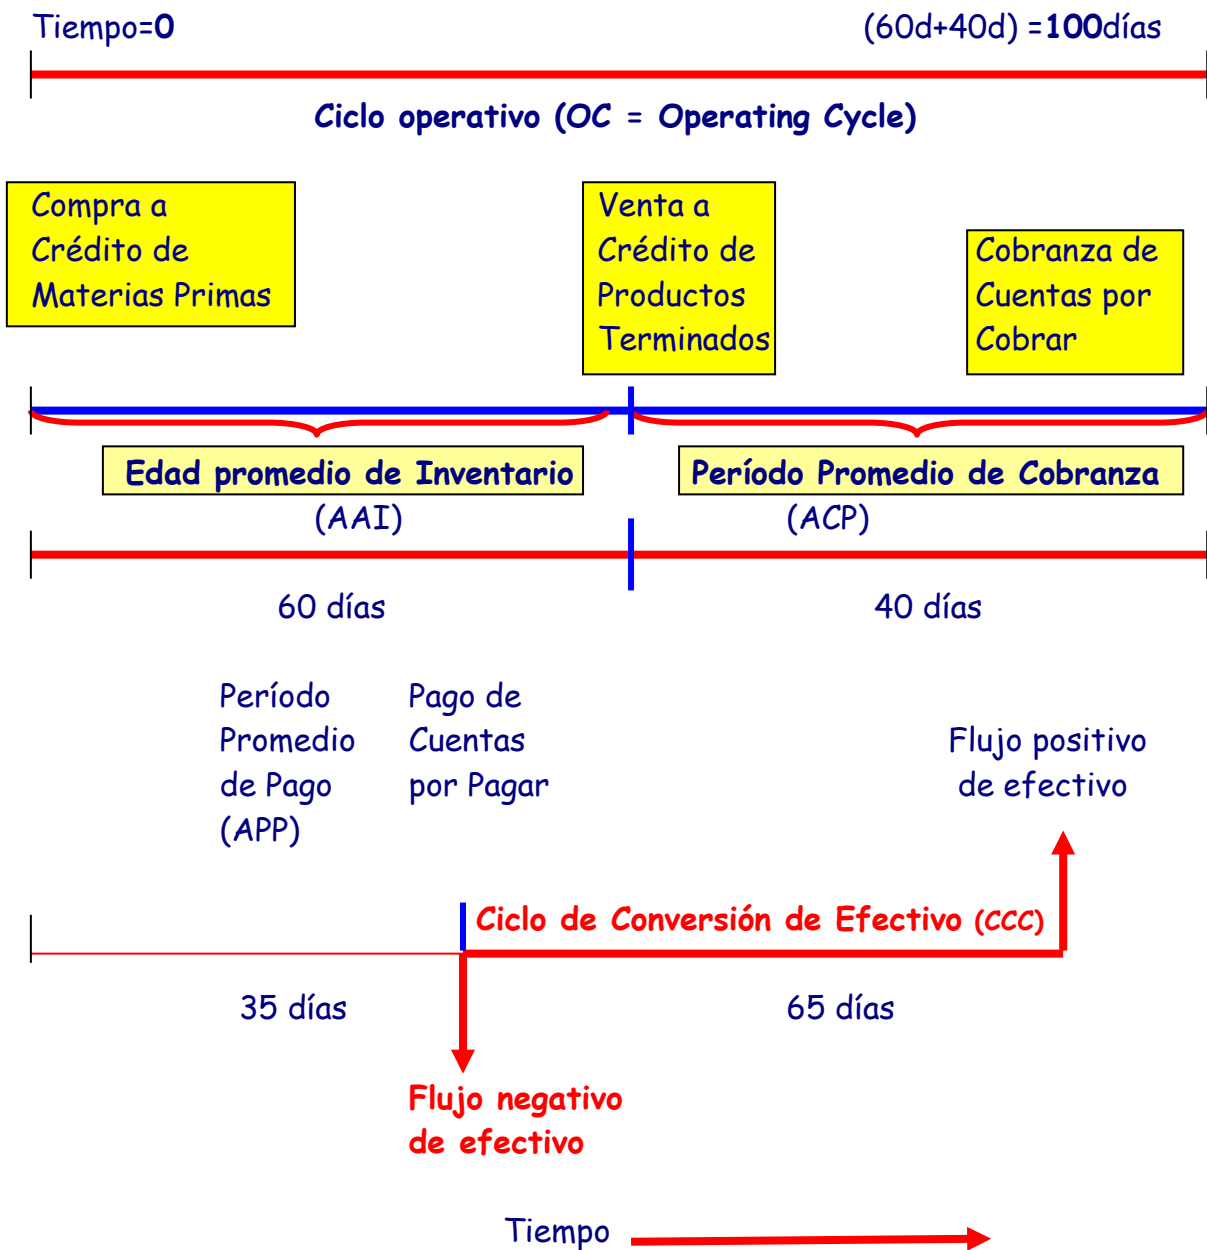 Tiempo=0
(60d+40d) =100días
Ciclo operativo (OC = Operating Cycle)
Compra a
Crédito de
Materias Primas
Venta a
Crédito de
Productos
Terminados
Cobranza de
Cuentas por
Cobrar
Edad promedio de Inventario
(AAI)
Período Promedio de Cobranza
(ACP)
60 días
40 días
Período
Promedio
de Pago
(APP)
Pago de
Cuentas
por Pagar
Flujo positivo
de efectivo
Ciclo de Conversión de Efectivo (CCC)
35 días
65 días
Flujo negativo
de efectivo
Tiempo